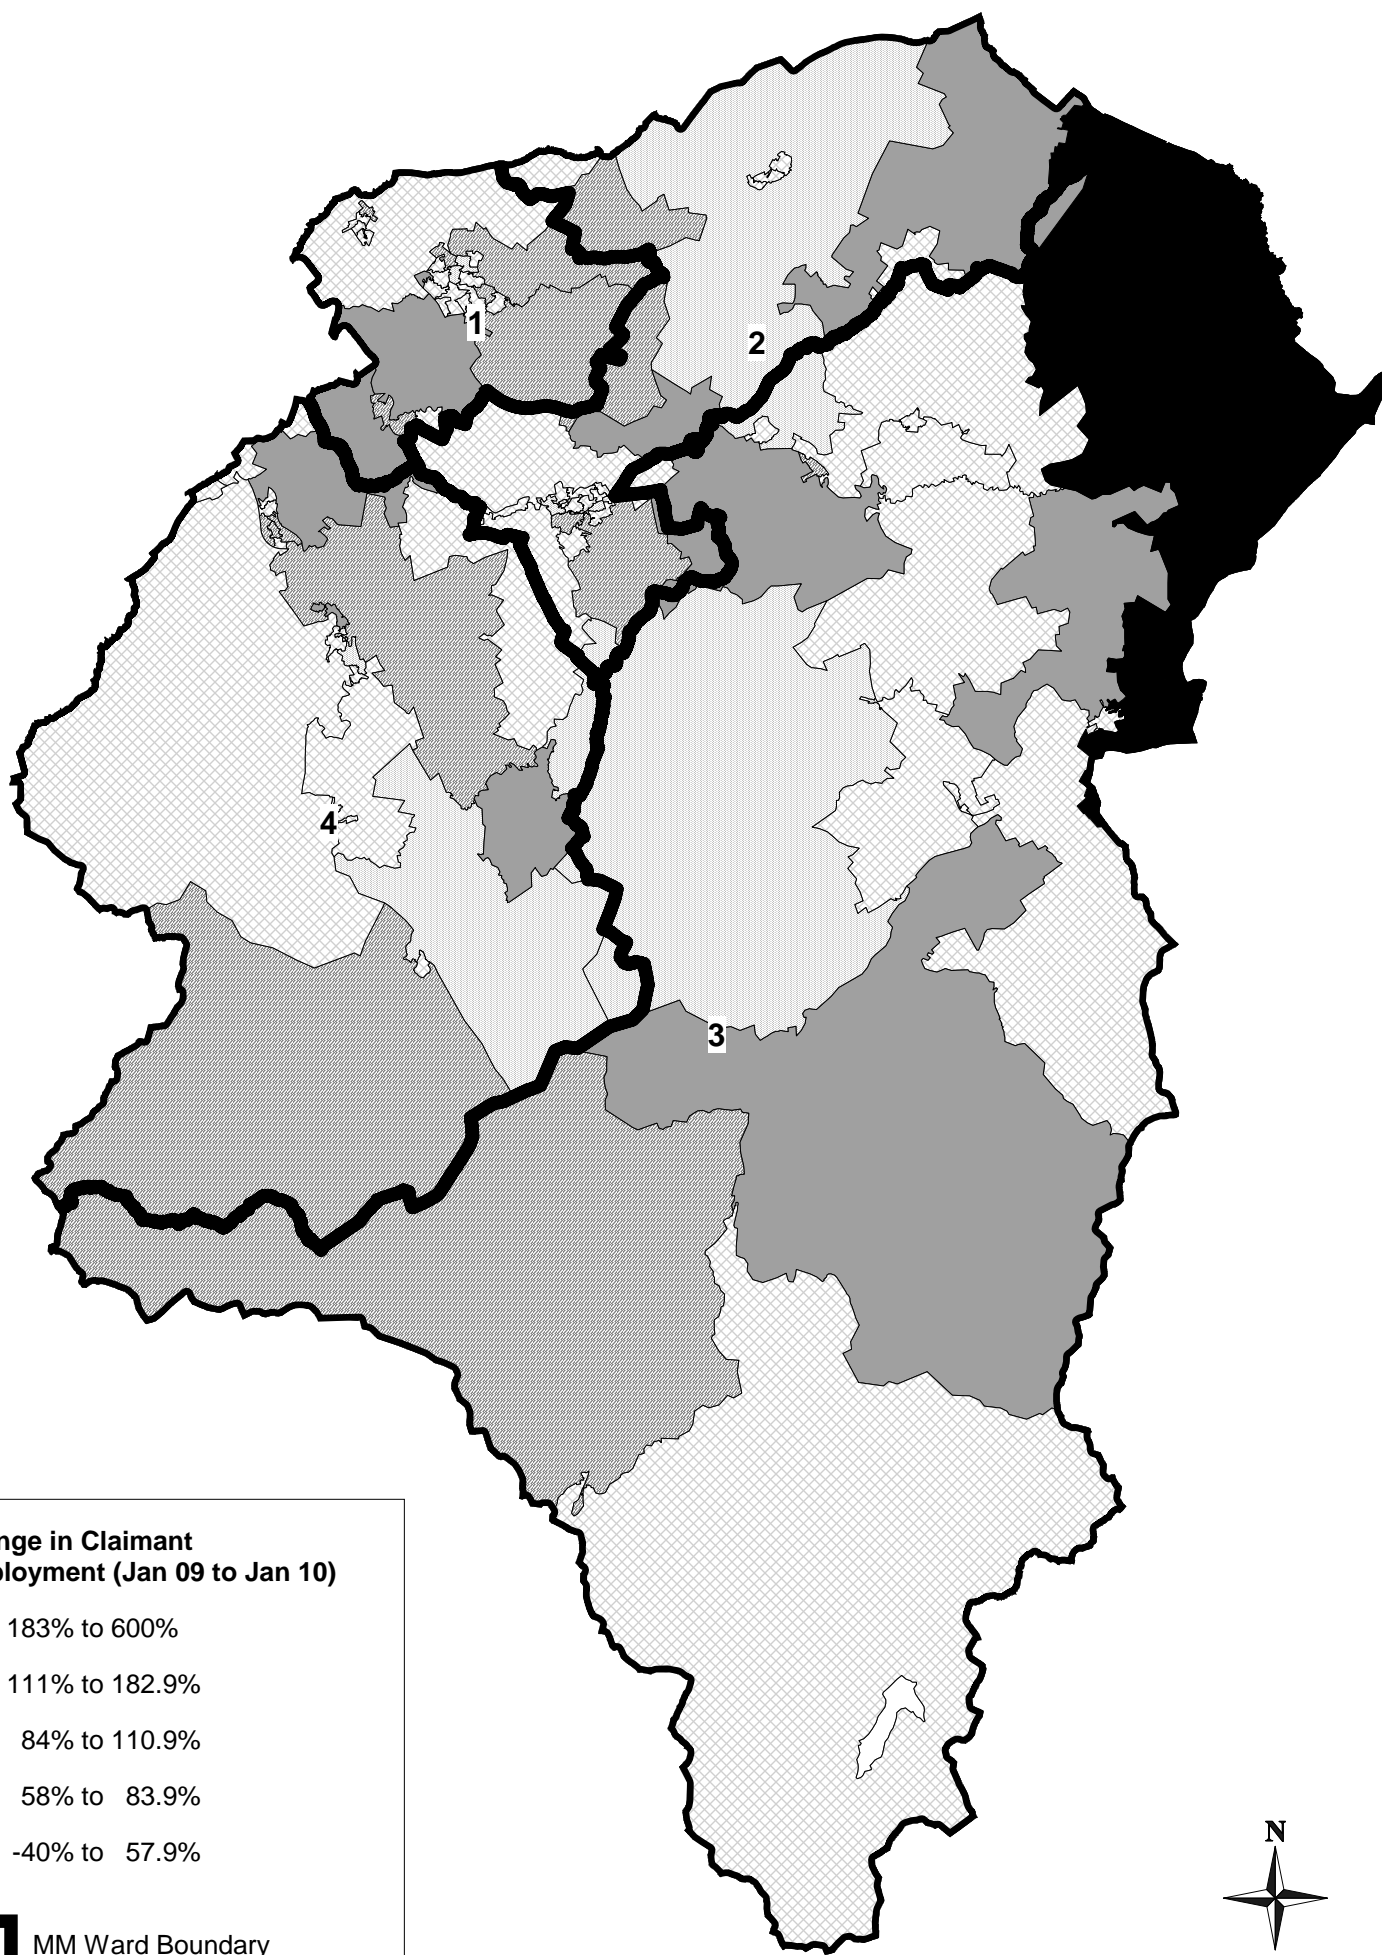 1
2
4
3
nge in Claimant
ployment (Jan 09 to Jan 10)
183% to 600%
111% to 182.9%
84% to 110.9%
58% to 83.9%
-40% to 57.9%
MM Ward Boundary
N